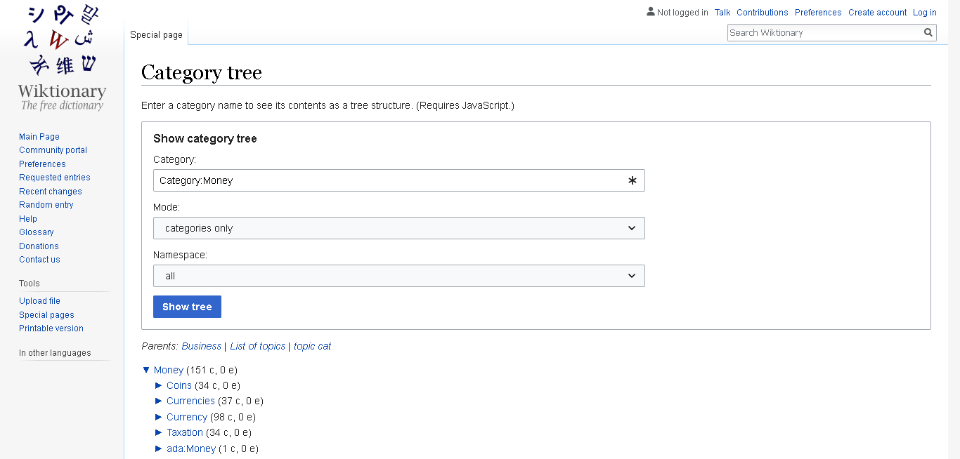 Not logged in Talk Contributions Preferences Create account Log in
Special page
Search Wiktionary
Wiktionary
The free dictionary
Main Page
Community portal
Preferences
Requested entries
Recent changes
Random entry
Help
Glossary
Donations
Contact us
Tools
Upload file
Special pages
Printable version
In other languages
Category tree
Enter a category name to see its contents as a tree structure. (Requires JavaScript.)
Show category tree
Category:
Category:Money
Mode:
categories only
Namespace:
all
Show tree
Parents: Business | List of topics | topic cat
▼ Money (151 c, 0 e)
► Coins (34 c, 0 e)
► Currencies (37 c, 0 e)
► Currency (98 c, 0 e)
► Taxation (34 c, 0 e)
► ada:Money (1 c, 0 e)